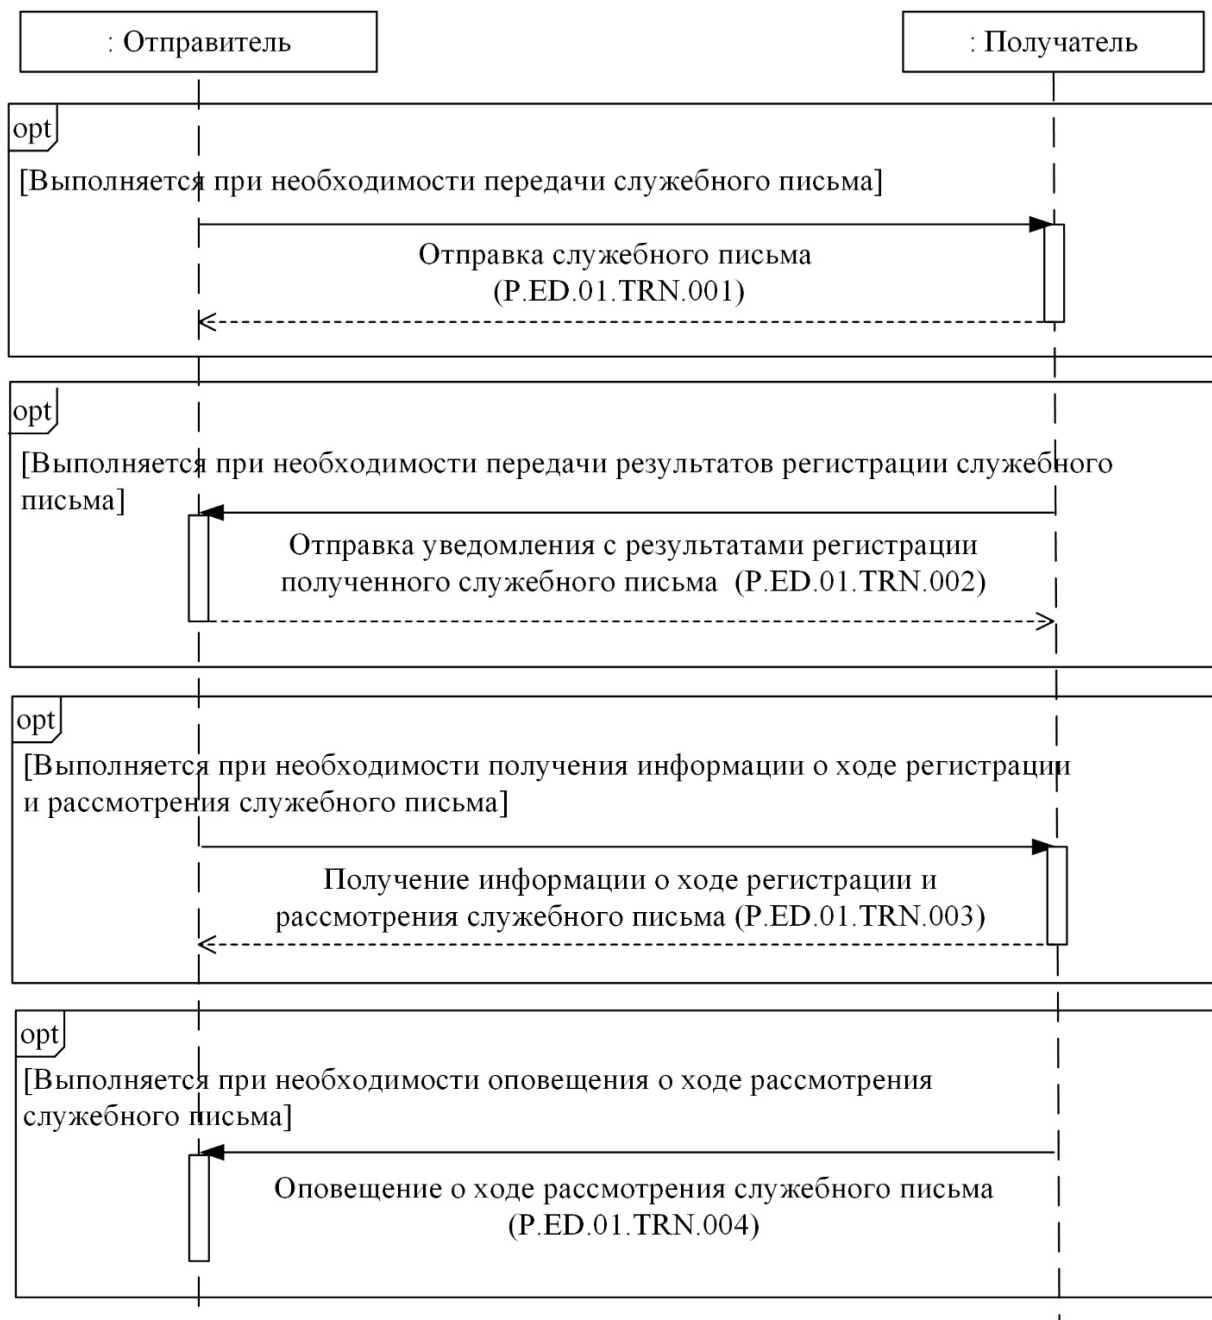 : Отправитель
: Получатель
opt
[Выполняется при необходимости передачи служебного письма]
Отправка служебного письма
(P.ED.01.TRN.001)
opt
[Выполняется при необходимости передачи результатов регистрации служебного
письма]
Отправка уведомления с результатами регистрации
полученного служебного письма (P.ED.01.TRN.002)
opt
[Выполняется при необходимости получения информации о ходе регистрации
и рассмотрения служебного письма]
Получение информации о ходе регистрации и
рассмотрения служебного письма (P.ED.01.TRN.003)
opt
[Выполняется при необходимости оповещения о ходе рассмотрения
служебного письма]
Оповещение о ходе рассмотрения служебного письма
(P.ED.01.TRN.004)